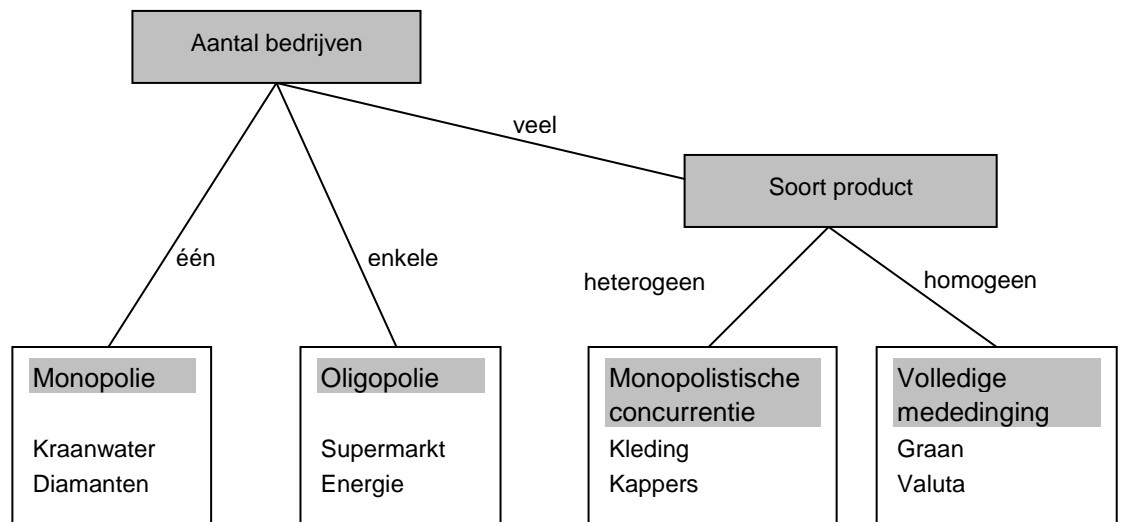 Aantal bedrijven
veel
Soort product
één
enkele
heterogeen
homogeen
Monopolie
Kraanwater
Diamanten
Oligopolie
Supermarkt
Energie
Monopolistische
concurrentie
Kleding
Kappers
Volledige
mededinging
Graan
Valuta